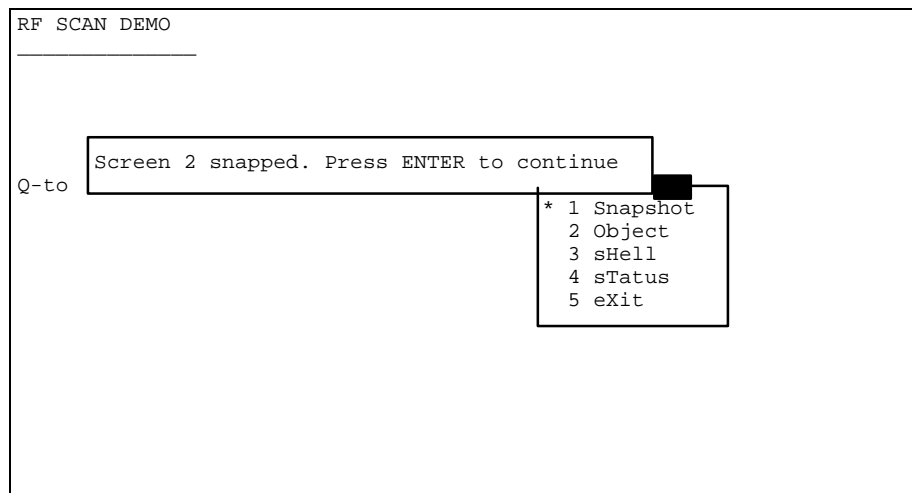 RF SCAN DEMO
Screen 2 snapped. Press ENTER to continue
Q-to
* 1 Snapshot
2 Object
3 sHell
4 sTatus
5 eXit